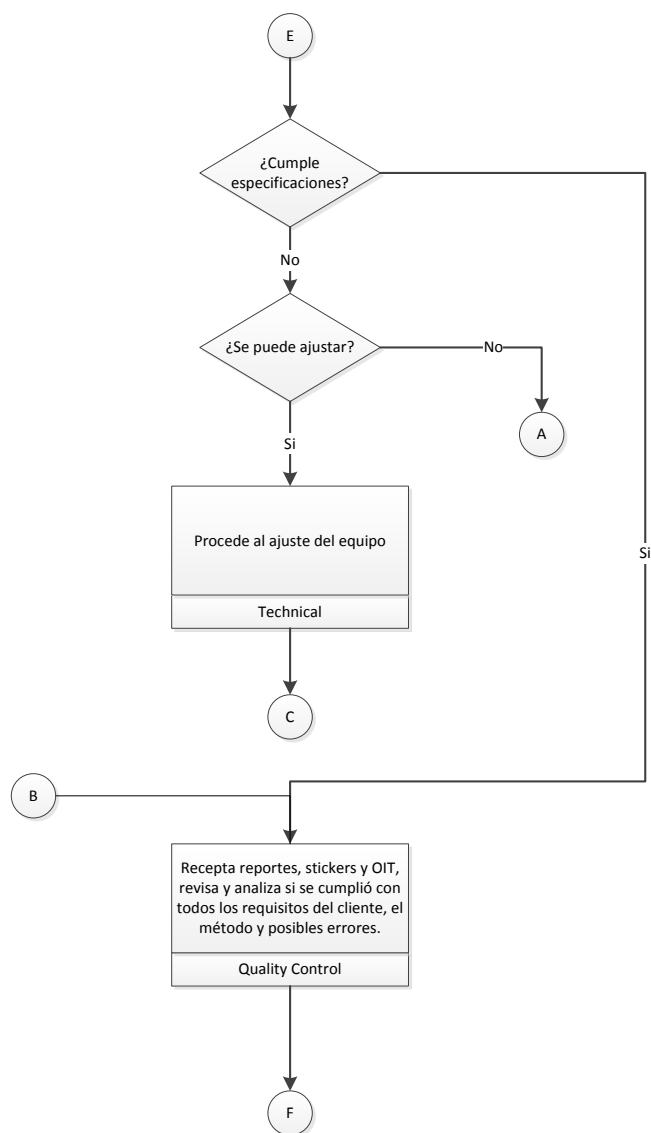 E
¿Cumple
especificaciones?
No
¿Se puede ajustar?
No
A
Si
Procede al ajuste del equipo
Technical
Si
C
B
Recepta reportes, stickers y OIT,
revisa y analiza si se cumplió con
todos los requisitos del cliente, el
método y posibles errores.
Quality Control
F